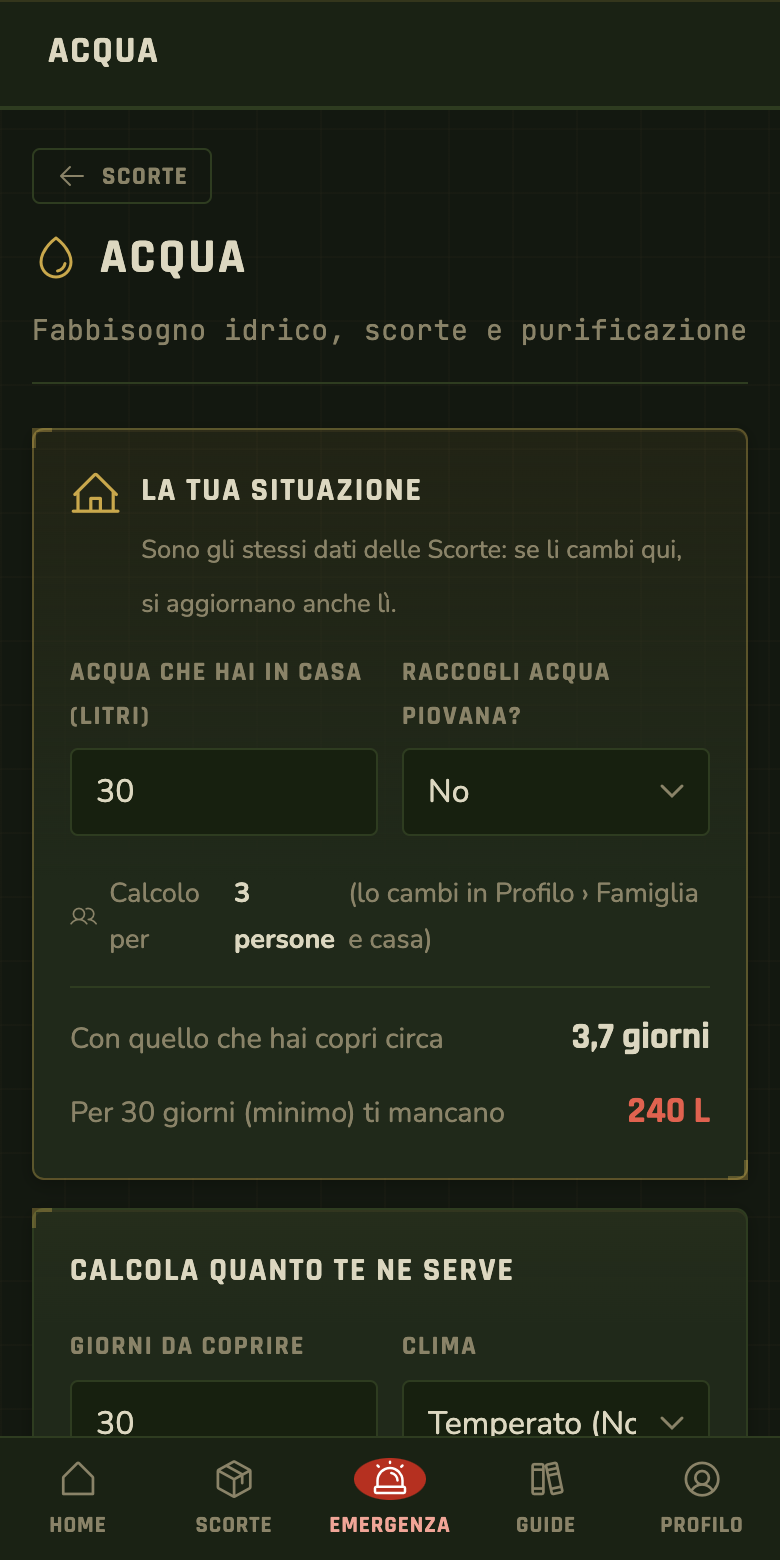 ACQUA
SCORTE
ACQUA
Fabbisogno idrico, scorte e purificazione
LA TUA SITUAZIONE
Sono gli stessi dati delle Scorte: se li cambi qui,
si aggiornano anche lì.
ACQUA CHE HAI IN CASA
(LITRI)
RACCOGLI ACQUA
PIOVANA?
30
No
Calcolo
per
3
persone
(lo cambi in Profilo › Famiglia
e casa)
Con quello che hai copri circa
3,7 giorni
Per 30 giorni (minimo) ti mancano
240 L
CALCOLA QUANTO TE NE SERVE
GIORNI DA COPRIRE
CLIMA
30
Temperato (No
HOME
SCORTE
EMERGENZA
GUIDE
PROFILO